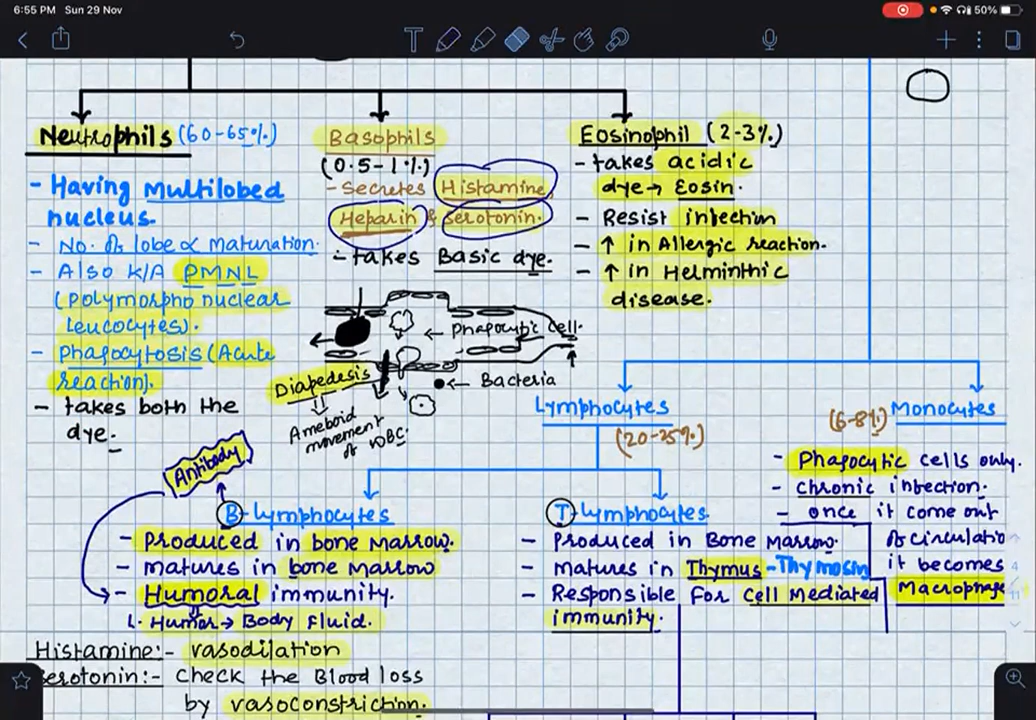 6:55 PM Sun 29 Nov
50%
Neutrophils (60-65%)
- Having multilobed
nucleus.
- No. of lobe ∝ maturation.
- Also k/A PMNL
(polymorpho nuclear
leucocytes).
- phagocytosis (Acute
reaction).
- takes both the
dye.
Basophils
(0.5-1%)
- Secretes Histamine,
Heparin & Serotonin.
- takes Basic dye.
Eosinophil (2-3%)
- takes acidic
dye → Eosin.
- Resist infection
- ↑ in Allergic reaction.
- ↑ in Helminthic
disease.
← Phagocytic cell.
Diapedesis
← Bacteria
Ameboid
movement
of WBC.
Lymphocytes
(20-25%)
(6-8%) Monocytes
- Phagocytic cells only.
- chronic infection.
- once it come out
of circulatio
it becomes
Macrophage
Antibody
B-lymphocytes
- Produced in bone Marrow.
- matures in bone Marrow
- Humoral immunity.
Humor → Body Fluid.
T-lymphocytes
- Produced in Bone Marrow.
- Matures in Thymus - Thymosin
- Responsible for Cell Mediated
immunity.
Histamine:- vasodilation
Serotonin:- Check the Blood loss
by vasoconstriction.